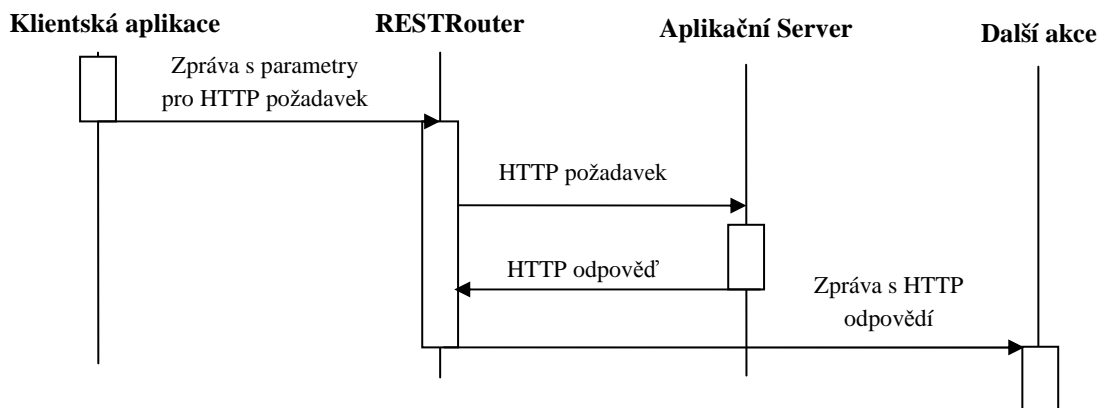 Klientská aplikace
RESTRouter
Aplikační Server
Další akce
Zpráva s parametry
pro HTTP požadavek
HTTP požadavek
HTTP odpověď
Zpráva s HTTP
odpovědí